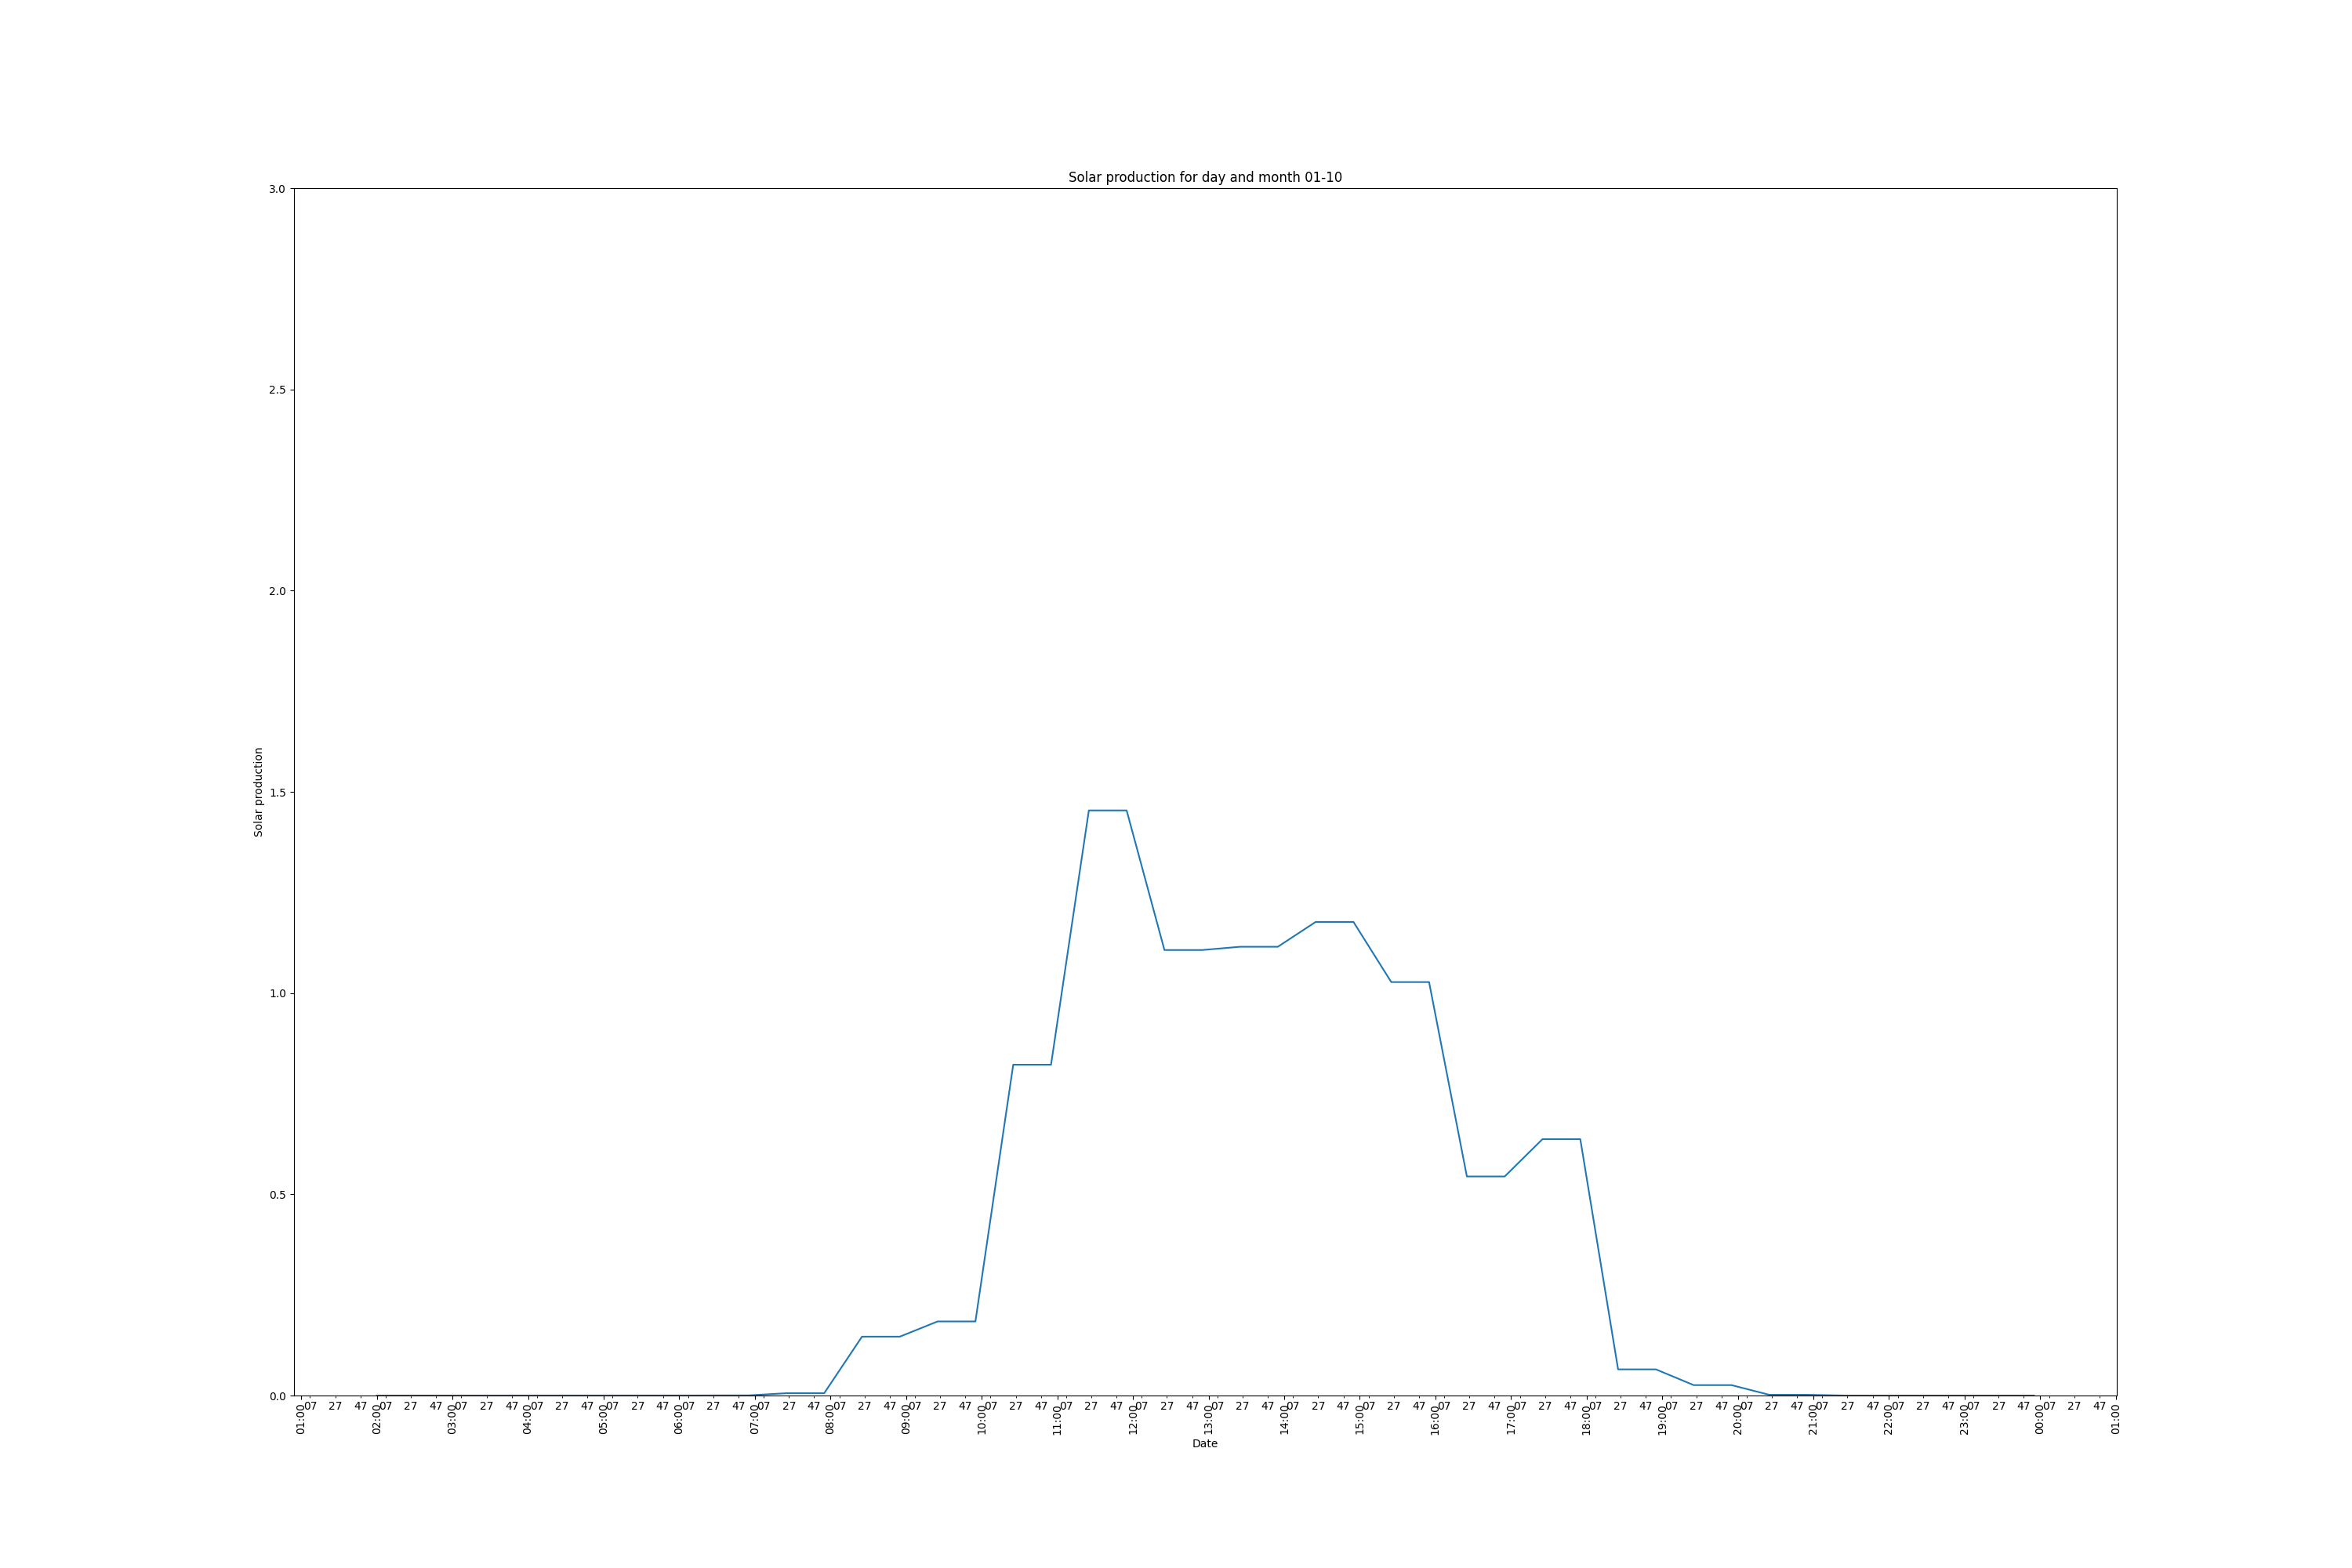 Solar production for day and month 01-10
3.0
2.5
2.0
1.5
1.0
0.5
0.0
Solar production
07 27 47 07 27 47 07 27 47 07 27 47 07 27 47 07 27 47 07 27 47 07 27 47 07 27 47 07 27 47 07 27 47 07 27 47 07 27 47 07 27 47 07 27 47 07 27 47 07 27 47 07 27 47 07 27 47 07 27 47 07 27 47 07 27 47 07 27 47 07 27 47
01:00 02:00 03:00 04:00 05:00 06:00 07:00 08:00 09:00 10:00 11:00 12:00 13:00 14:00 15:00 16:00 17:00 18:00 19:00 20:00 21:00 22:00 23:00 00:00 01:00
Date